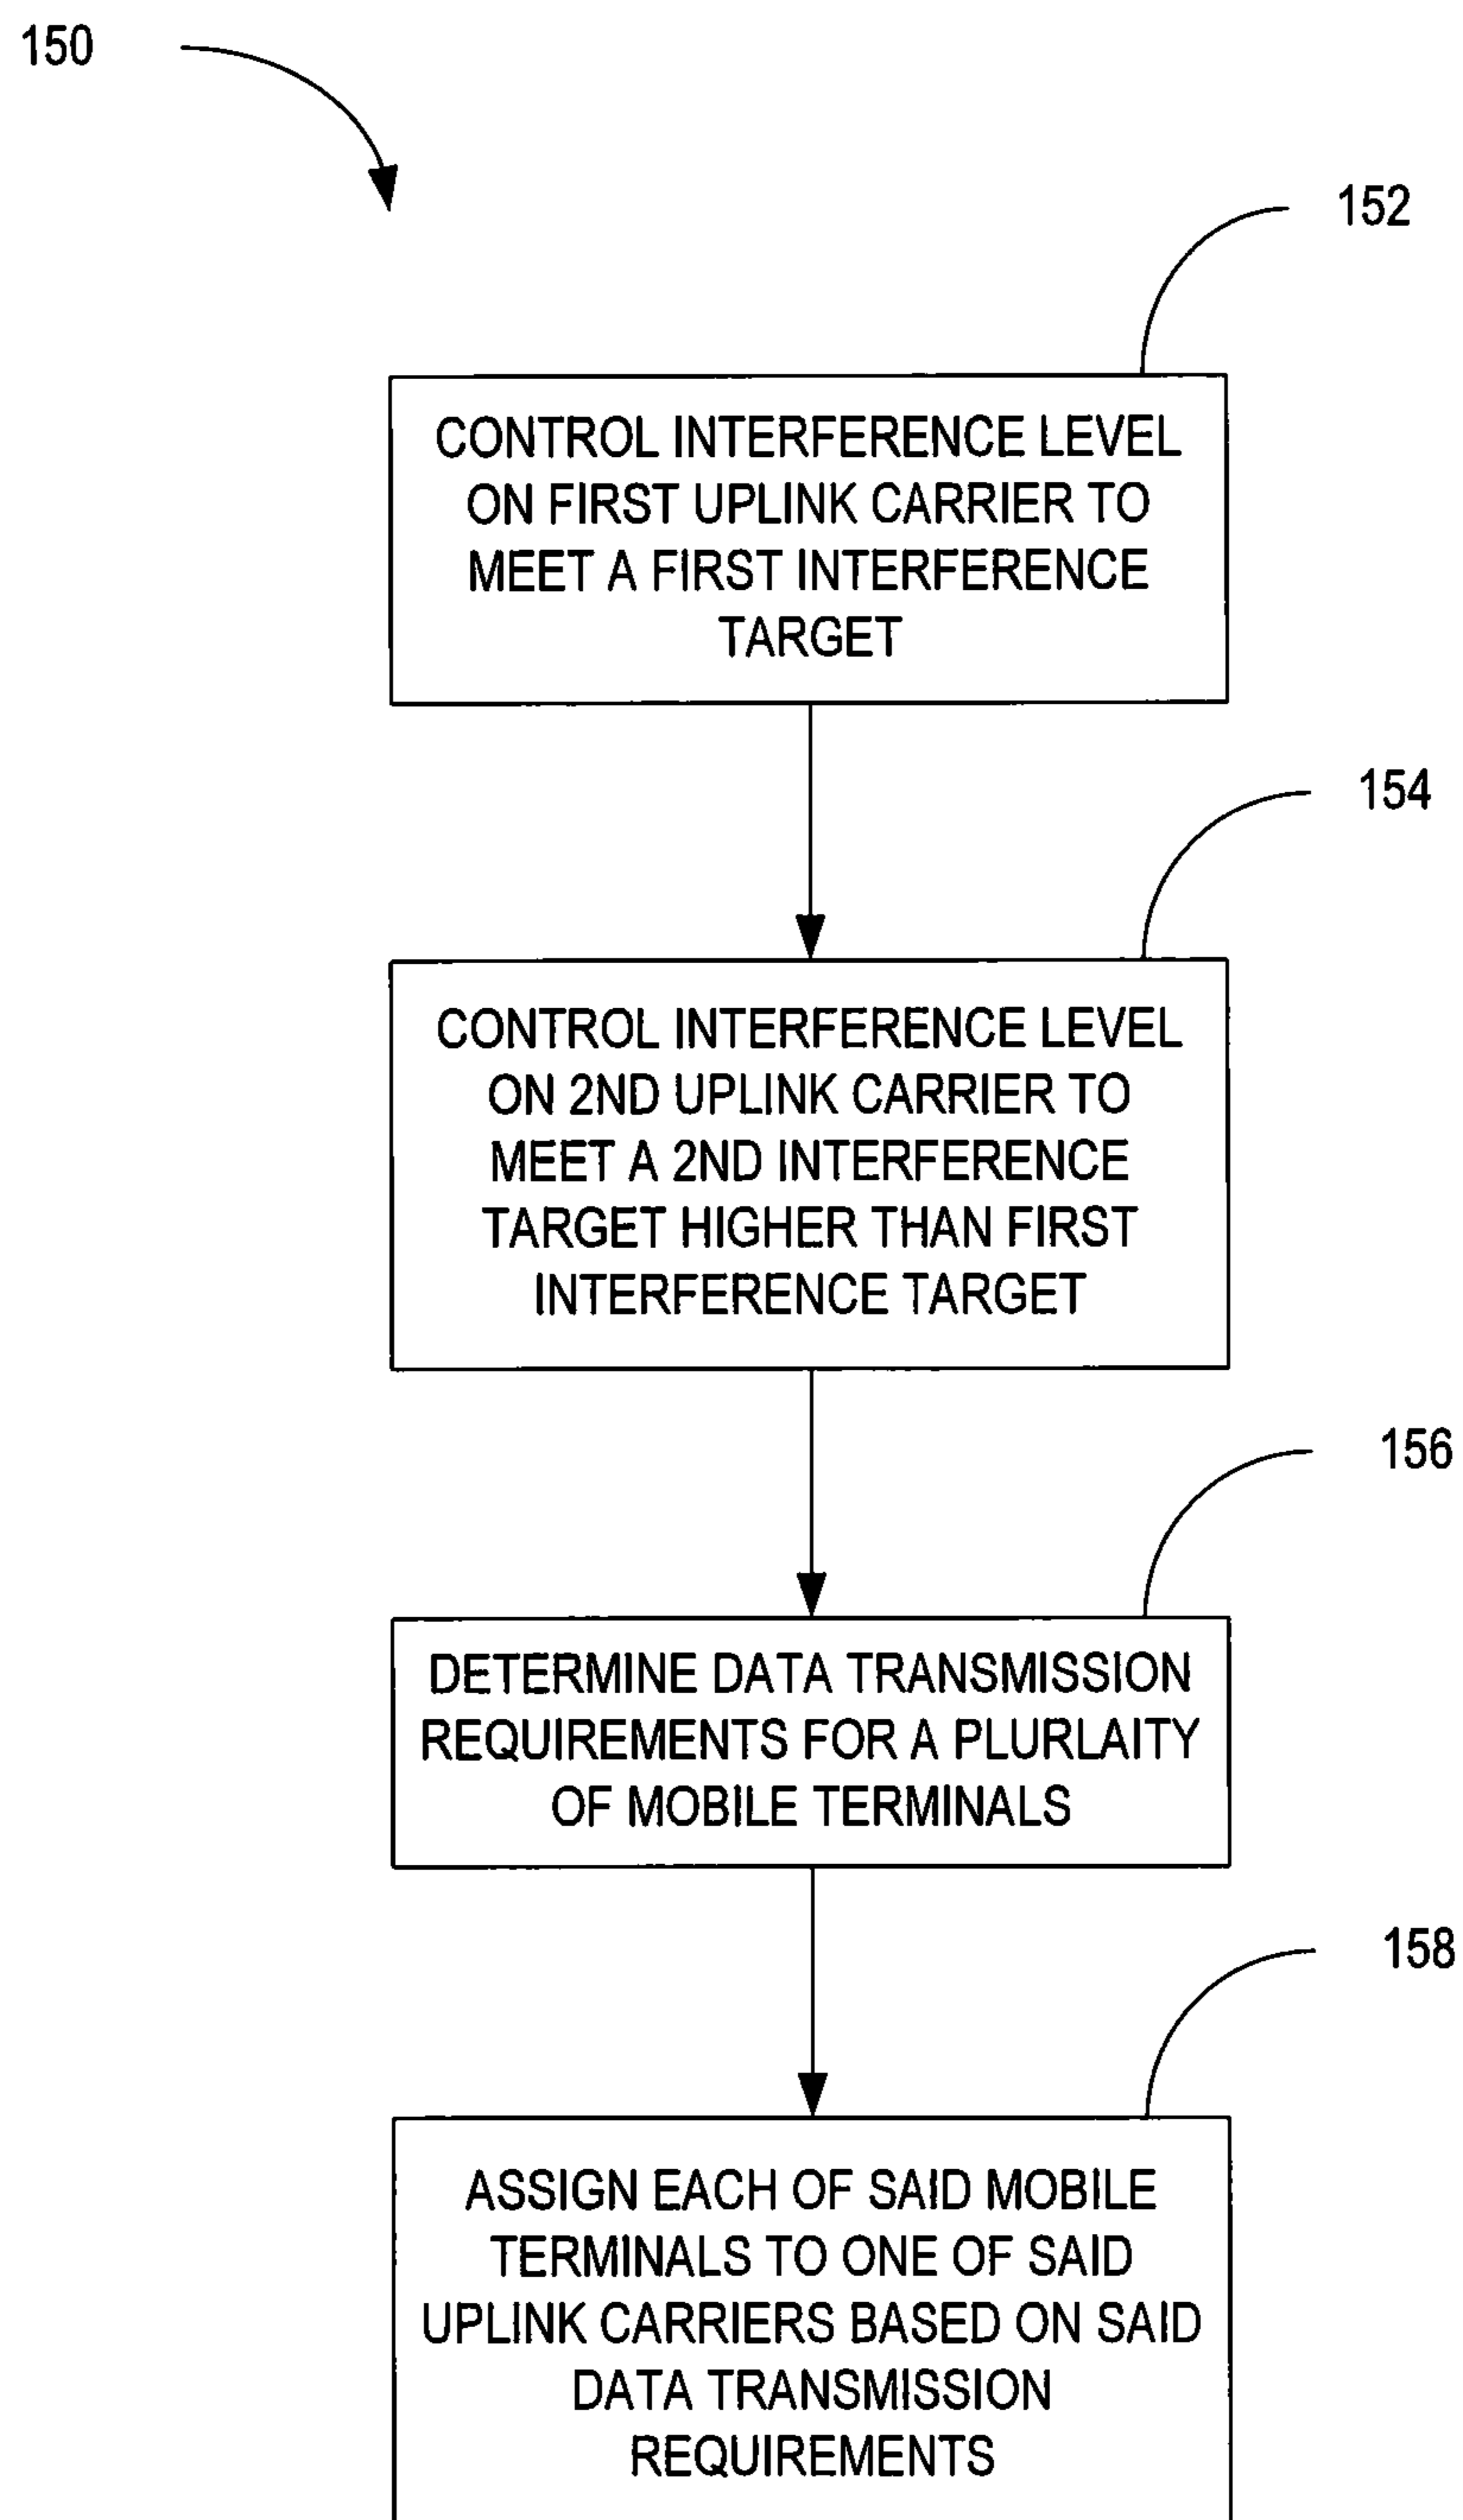 150
152
CONTROL INTERFERENCE LEVEL
ON FIRST UPLINK CARRIER TO
MEET A FIRST INTERFERENCE
TARGET
154
CONTROL INTERFERENCE LEVEL
ON 2ND UPLINK CARRIER TO
MEET A 2ND INTERFERENCE
TARGET HIGHER THAN FIRST
INTERFERENCE TARGET
156
DETERMINE DATA TRANSMISSION
REQUIREMENTS FOR A PLURLAITY
OF MOBILE TERMINALS
158
ASSIGN EACH OF SAID MOBILE
TERMINALS TO ONE OF SAID
UPLINK CARRIERS BASED ON SAID
DATA TRANSMISSION
REQUIREMENTS